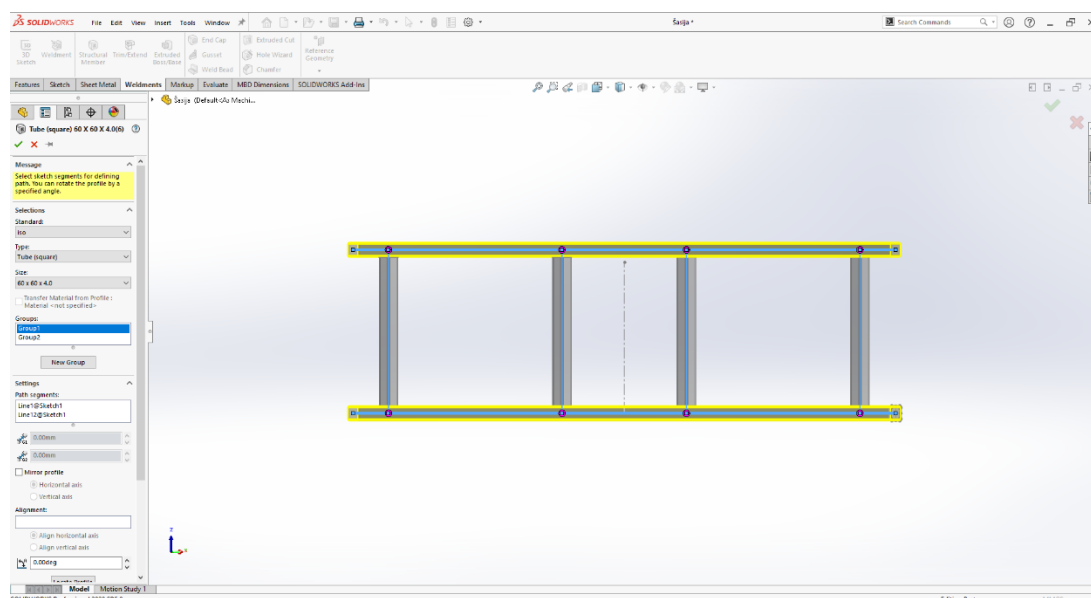 SOLIDWORKS File Edit View Insert Tools Window Šasija * Search Commands
3D Sketch Weldment Structural Member Trim/Extend Extruded Boss/Base End Cap Gusset Weld Bead Extruded Cut Hole Wizard Chamfer Reference Geometry
Features Sketch Sheet Metal Weldments Markup Evaluate MBD Dimensions SOLIDWORKS Add-Ins
Šasija (Default<As Machi...
Tube (square) 60 X 60 X 4.0(6)
Message
Select sketch segments for defining
path. You can rotate the profile by a
specified angle.
Selections
Standard:
Iso
Type:
Tube (square)
Size:
60 x 60 x 4.0
Transfer Material from Profile :
Material <not specified>
Groups:
Group1
Group2
New Group
Settings
Path segments:
Line1@Sketch1
Line12@Sketch1
G1 0.00mm
G2 0.00mm
Mirror profile
Horizontal axis
Vertical axis
Alignment:
Align horizontal axis
Align vertical axis
0.00deg
Locate Profile
Model Motion Study 1